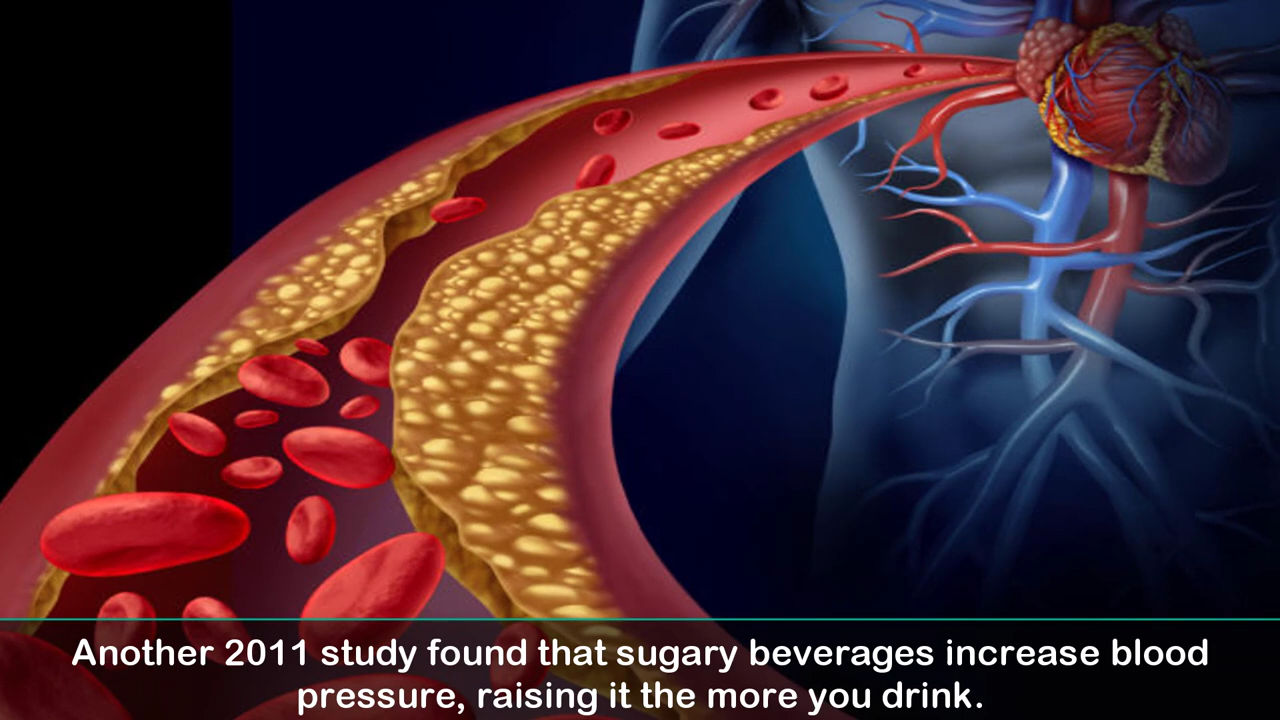 Another 2011 study found that sugary beverages increase blood
pressure, raising it the more you drink.